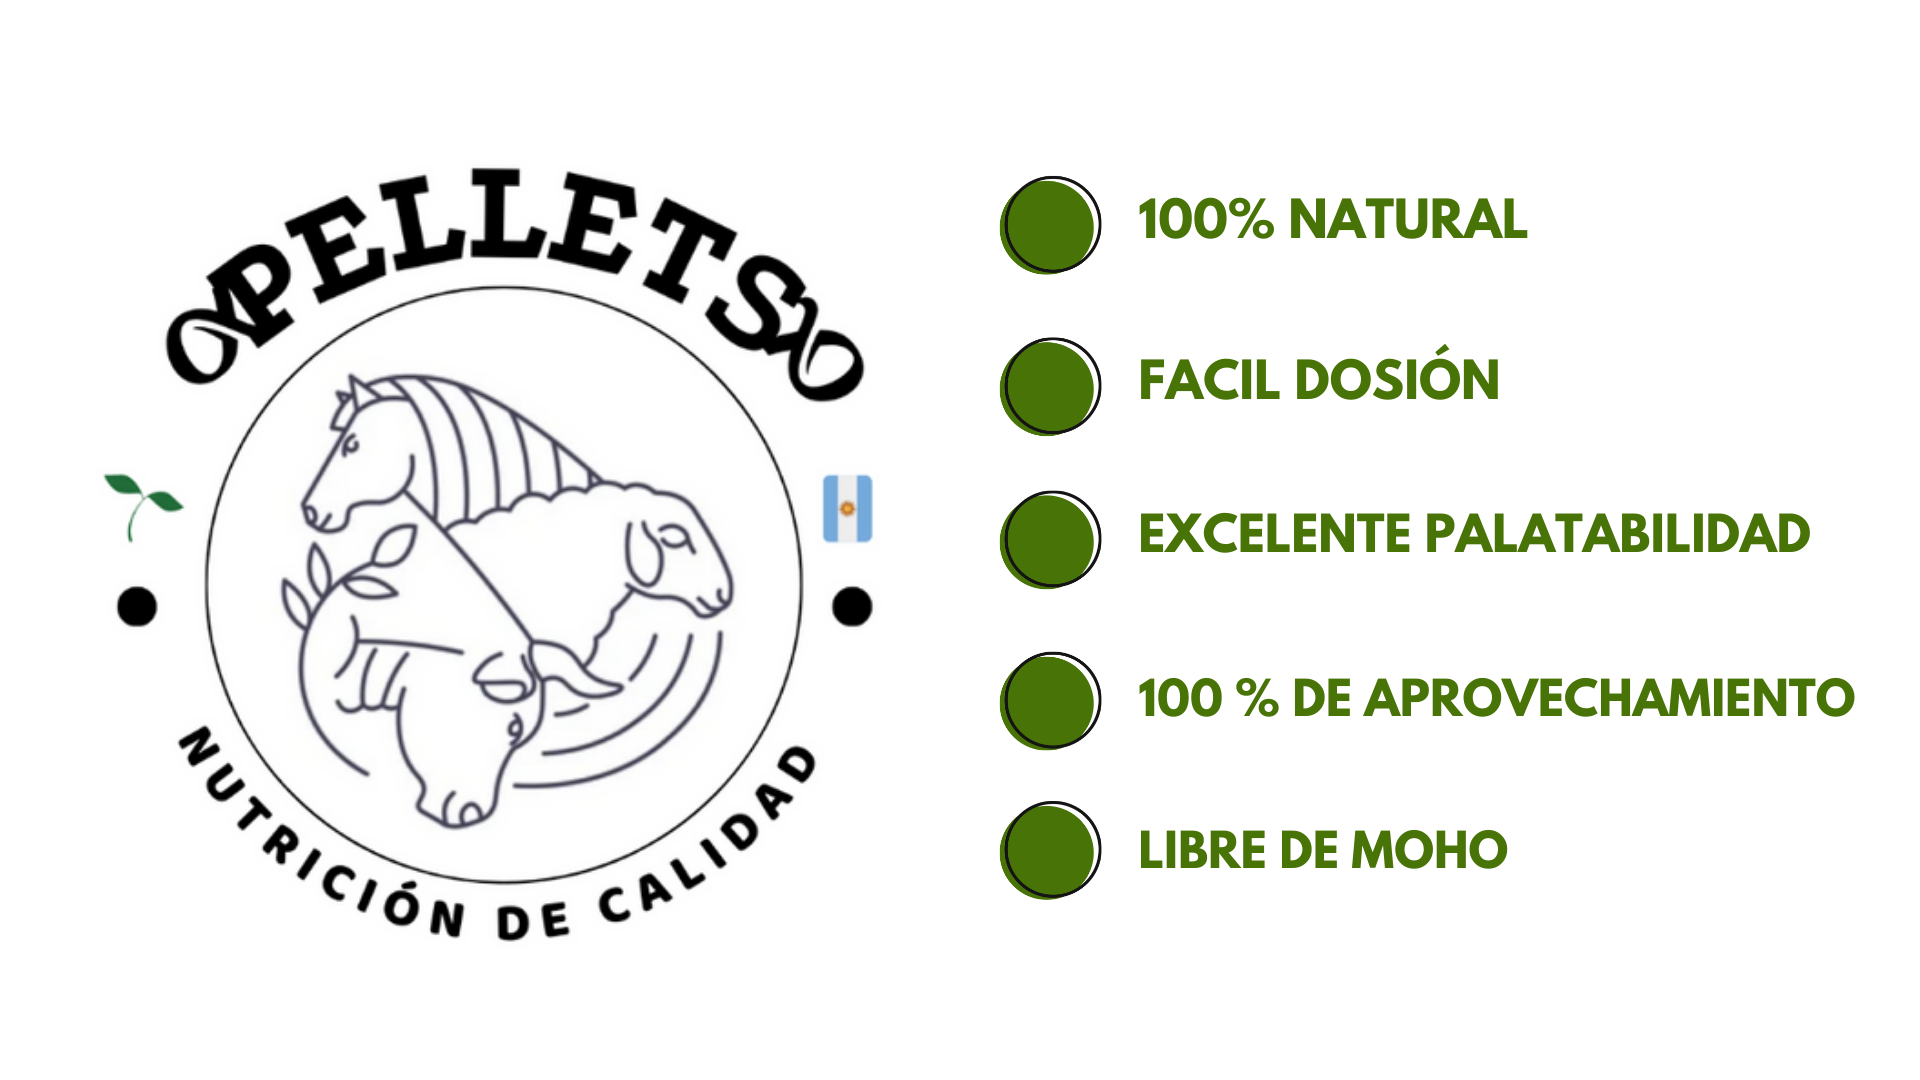 PELLETS
NUTRICIÓN DE CALIDAD
100% NATURAL
FACIL DOSIÓN
EXCELENTE PALATABILIDAD
100 % DE APROVECHAMIENTO
LIBRE DE MOHO